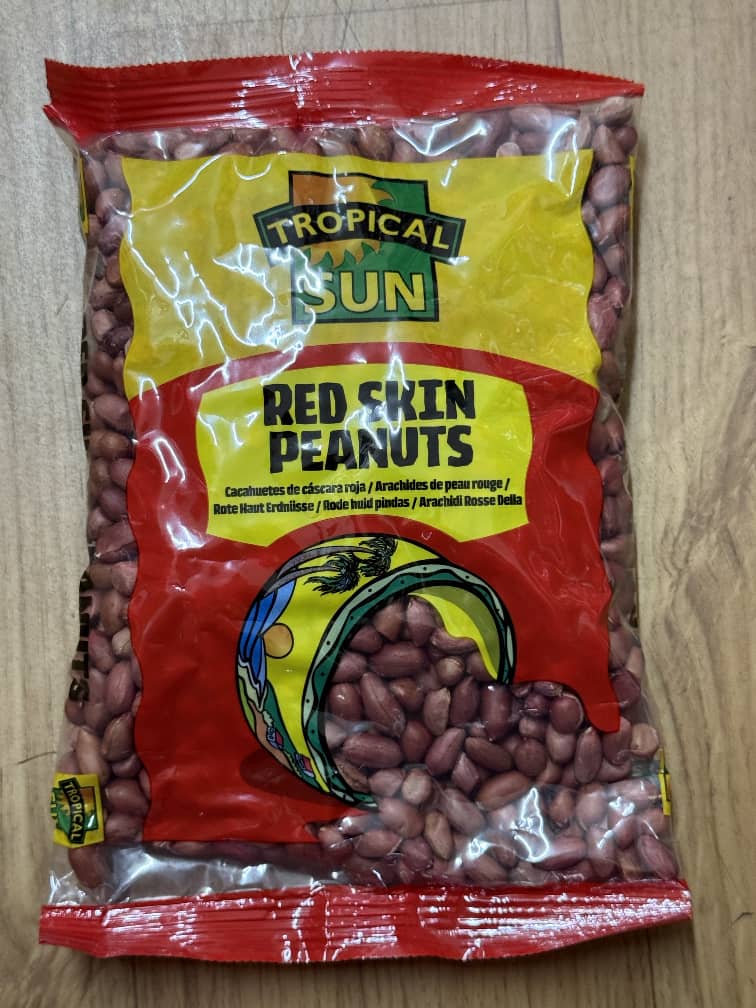 TROPICAL
SUN
RED SKIN
PEANUTS
Cacahuetes de cáscara roja / Arachides de peau rouge /
Rote Haut Erdnüsse / Rode huid pindas / Arachidi Rosse Della
TROPICAL